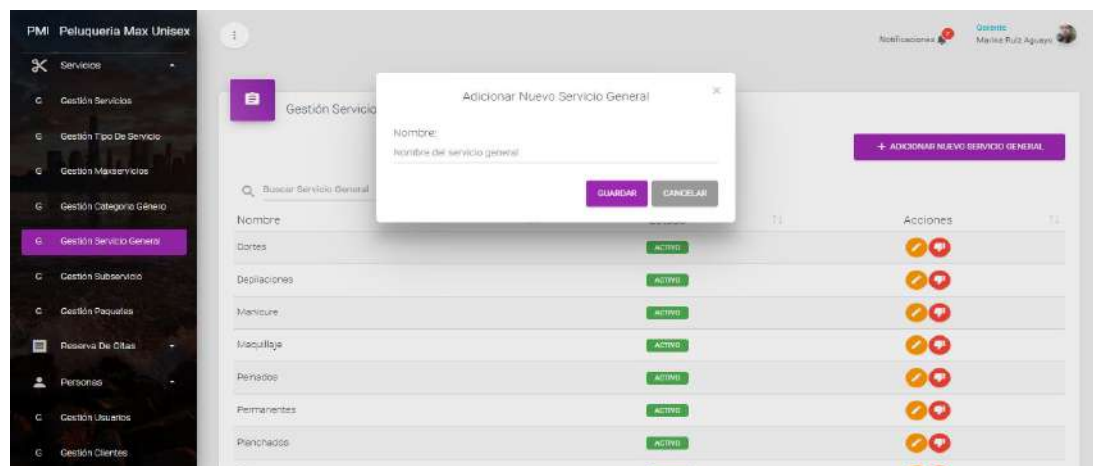 PMI Peluqueria Max Unisex
Servicios
G Gestión Servicios
G Gestión Tipo De Servicio
G Gestión Maxservicios
G Gestión Categoria Género
G Gestión Servicio General
G Gestión Subservicio
G Gestión Paquetes
Reserva De Citas
Personas
G Gestión Usuarios
G Gestión Clientes
Notificaciones
Gerente
Marina Ruiz Aguayo
Gestión Servicio
Adicionar Nuevo Servicio General
×
Nombre:
Nombre del servicio general
GUARDAR
CANCELAR
+ ADICIONAR NUEVO SERVICIO GENERAL
Buscar Servicio General
Nombre Acciones
Cortes ACTIVO
Depilaciones ACTIVO
Manicure ACTIVO
Maquillaje ACTIVO
Peinados ACTIVO
Permanentes ACTIVO
Planchados ACTIVO